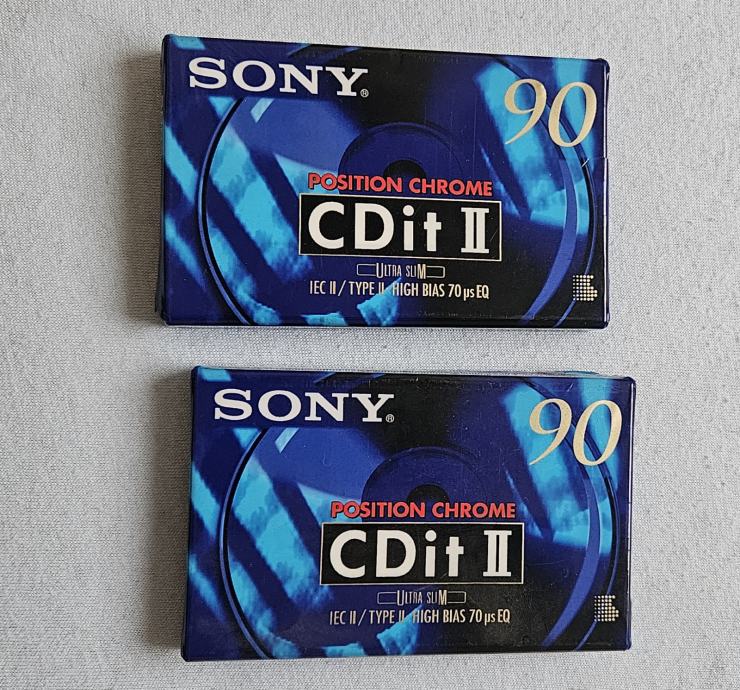 SONY®
90
POSITION CHROME
CDit II
ULTRA SLIM
IEC II / TYPE II HIGH BIAS 70 µs EQ
SONY®
90
POSITION CHROME
CDit II
ULTRA SLIM
IEC II / TYPE II HIGH BIAS 70 µs EQ